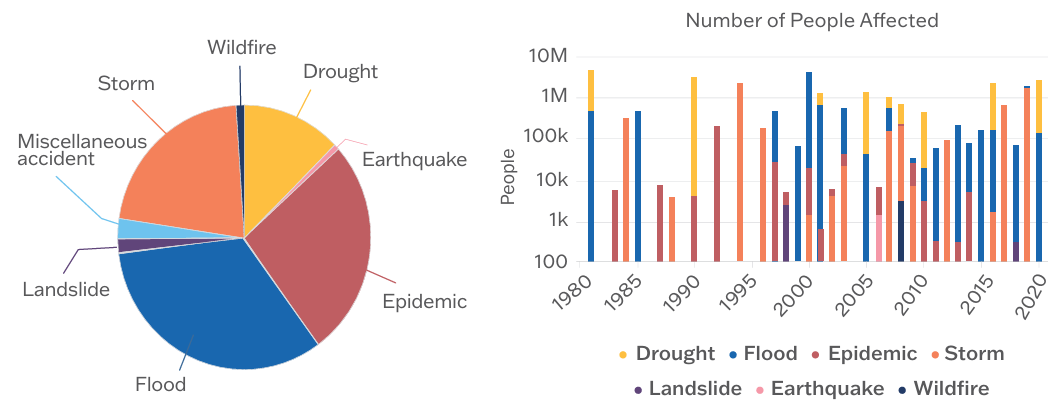 Wildfire
Drought
Storm
Miscellaneous
accident
Earthquake
Landslide
Epidemic
Flood
Number of People Affected
People
10M
1M
100k
10k
1k
100
1980
1985
1990
1995
2000
2005
2010
2015
2020
Drought Flood Epidemic Storm
Landslide Earthquake Wildfire